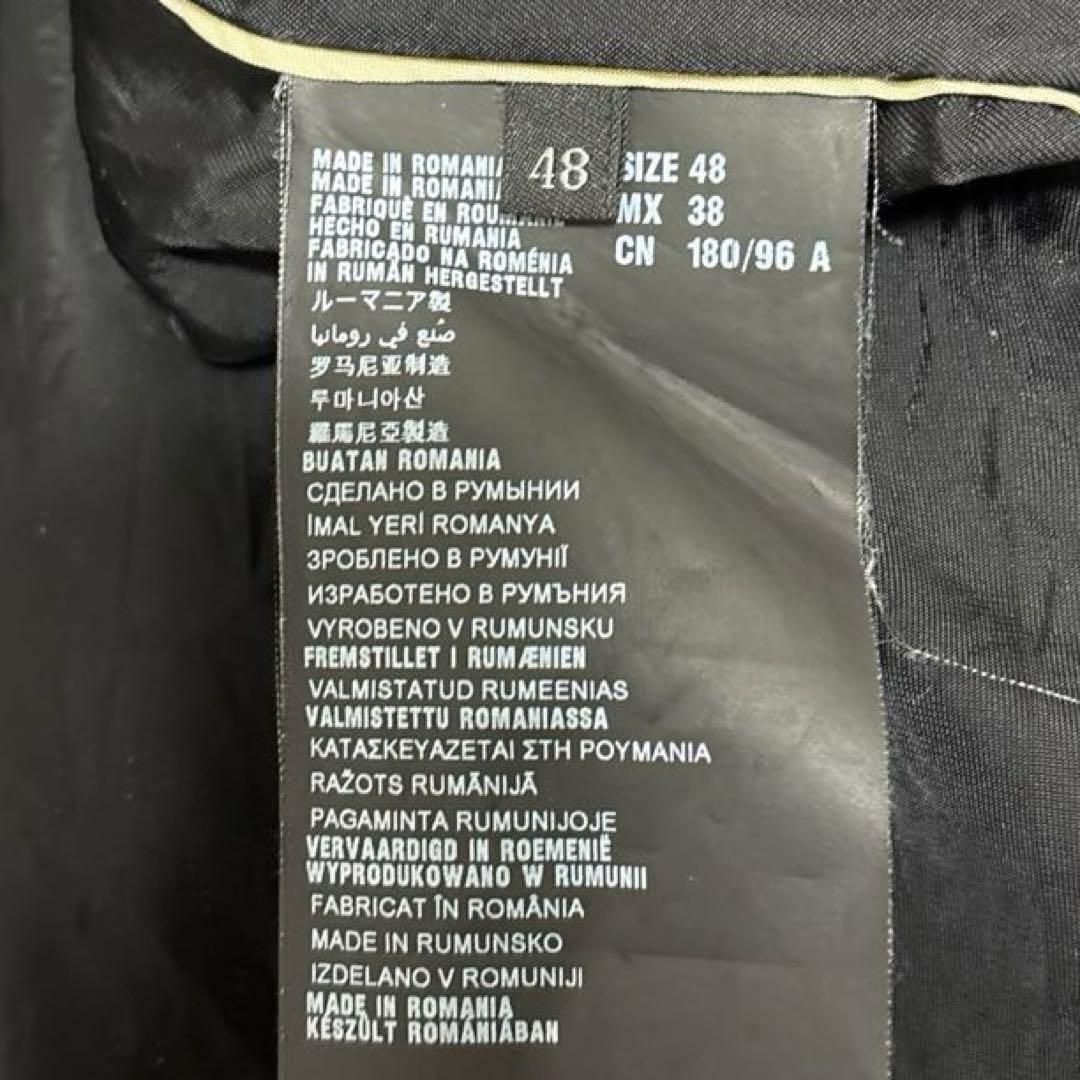 48
SIZE 48
MX 38
CN 180/96 A
MADE IN ROMANIA
MADE IN ROMANIA
FABRIQUÉ EN
HECHO EN RUMANIA
FABRICADO NA ROMÉNIA
IN RUMÄN HERGESTELLT
ルーマニア製
صُنع في رومانيا
罗马尼亚制造
루마니아산
羅馬尼亞製造
BUATAN ROMANIA
СДЕЛАНО В РУМЫНИИ
İMAL YERİ ROMANYA
ЗРОБЛЕНО В РУМУНІЇ
ИЗРАБОТЕНО В РУМЪНИЯ
VYROBENO V RUMUNSKU
FREMSTILLET I RUMÆNIEN
VALMISTATUD RUMEENIAS
VALMISTETTU ROMANIASSA
ΚΑΤΑΣΚΕΥΑΖΕΤΑΙ ΣΤΗ ΡΟΥΜΑΝΙΑ
RAŽOTS RUMĀNIJĀ
PAGAMINTA RUMUNIJOJE
VERVAARDIGD IN ROEMENIË
WYPRODUKOWANO W RUMUNII
FABRICAT ÎN ROMÂNIA
MADE IN RUMUNSKO
IZDELANO V ROMUNIJI
MADE IN ROMANIA
KÉSZÜLT ROMÁNIÁBAN